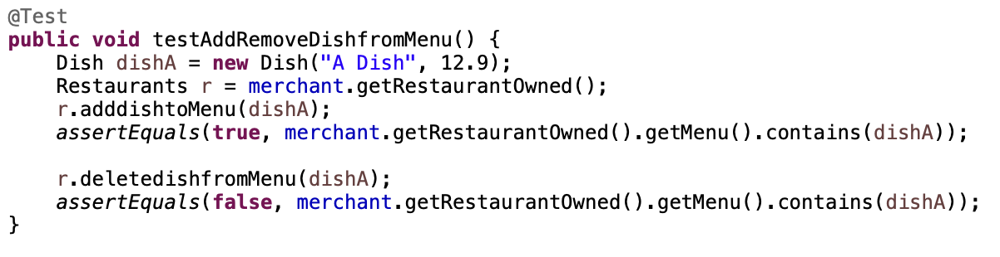 @Test
public void testAddRemoveDishfromMenu() {
    Dish dishA = new Dish("A Dish", 12.9);
    Restaurants r = merchant.getRestaurantOwned();
    r.adddishtoMenu(dishA);
    assertEquals(true, merchant.getRestaurantOwned().getMenu().contains(dishA));

    r.deletedishfromMenu(dishA);
    assertEquals(false, merchant.getRestaurantOwned().getMenu().contains(dishA));
}